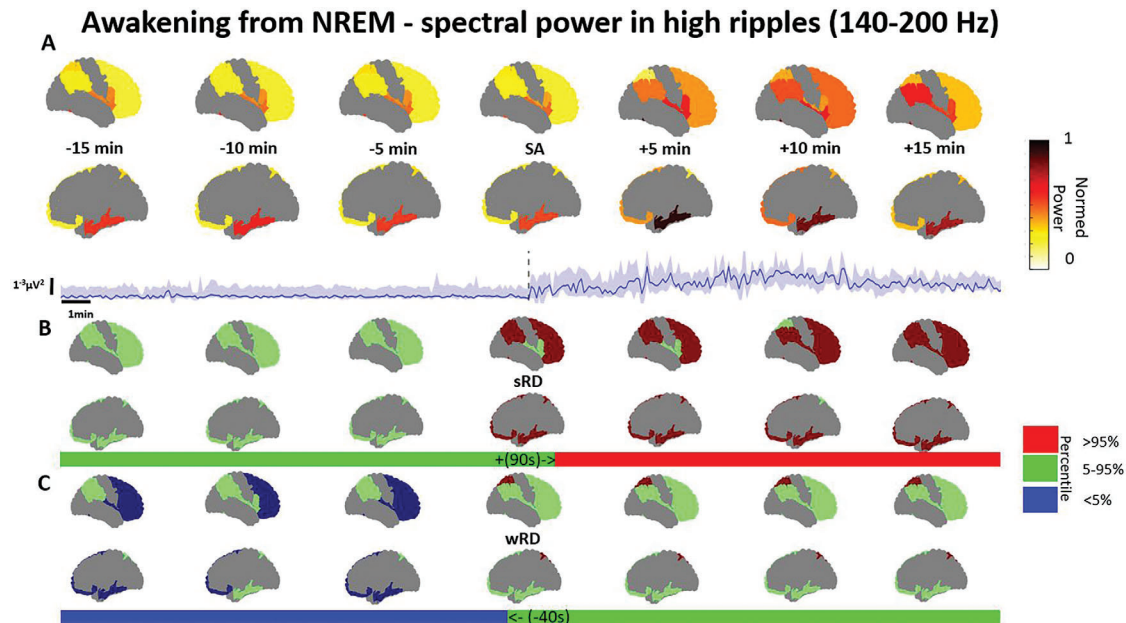 Awakening from NREM - spectral power in high ripples (140-200 Hz)
A
-15 min -10 min -5 min SA +5 min +10 min +15 min
1
Normed Power
0
1⁻³µV²
1min
B
sRD
+(90s)->
>95%
5-95%
<5%
Percentile
C
wRD
<- (-40s)